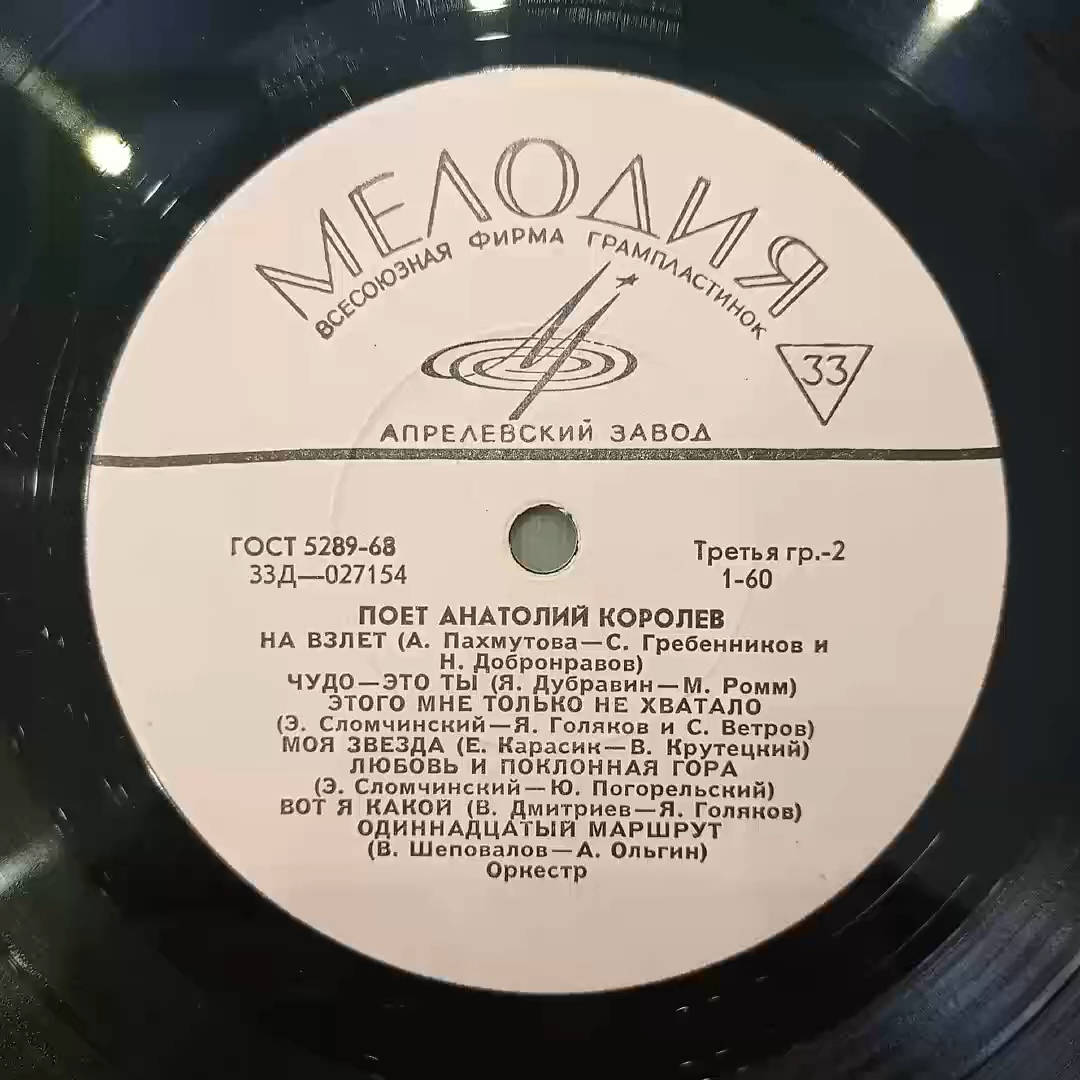 МЕЛОДИЯ
ВСЕСОЮЗНАЯ ФИРМА ГРАМПЛАСТИНОК
33
АПРЕЛЕВСКИЙ ЗАВОД
ГОСТ 5289-68
33Д—027154
Третья гр.-2
1-60
ПОЕТ АНАТОЛИЙ КОРОЛЕВ
НА ВЗЛЕТ (А. Пахмутова—С. Гребенников и
Н. Добронравов)
ЧУДО—ЭТО ТЫ (Я. Дубравин—М. Ромм)
ЭТОГО МНЕ ТОЛЬКО НЕ ХВАТАЛО
(Э. Сломчинский—Я. Голяков и С. Ветров)
МОЯ ЗВЕЗДА (Е. Карасик—В. Крутецкий)
ЛЮБОВЬ И ПОКЛОННАЯ ГОРА
(Э. Сломчинский—Ю. Погорельский)
ВОТ Я КАКОЙ (В. Дмитриев—Я. Голяков)
ОДИННАДЦАТЫЙ МАРШРУТ
(В. Шеповалов—А. Ольгин)
Оркестр